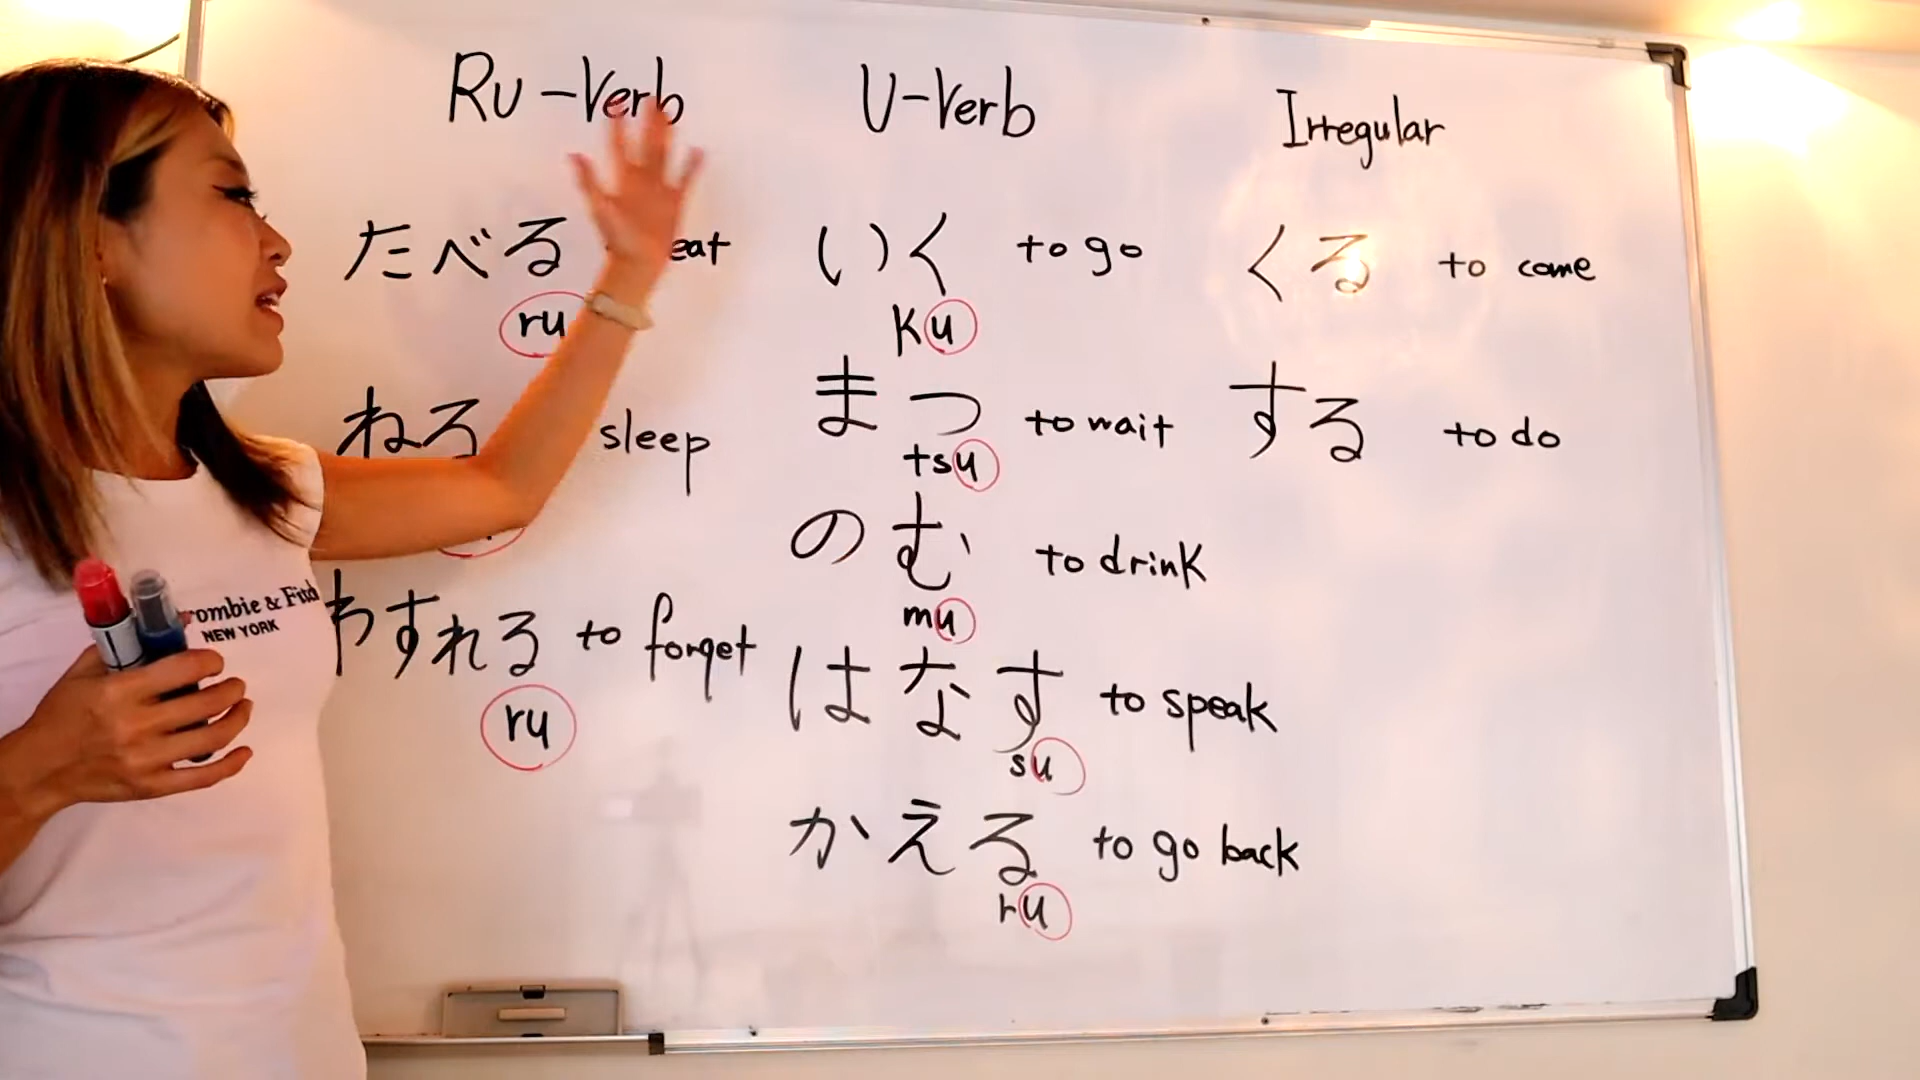 Ru-Verb U-Verb Irregular
たべる eat いく to go くる to come
ru ku
ねる sleep まつ to wait する to do
tsu
のむ to drink
mu
わすれる to forget はなす to speak
ru su
かえる to go back
ru
rombie & Fitch
NEW YORK